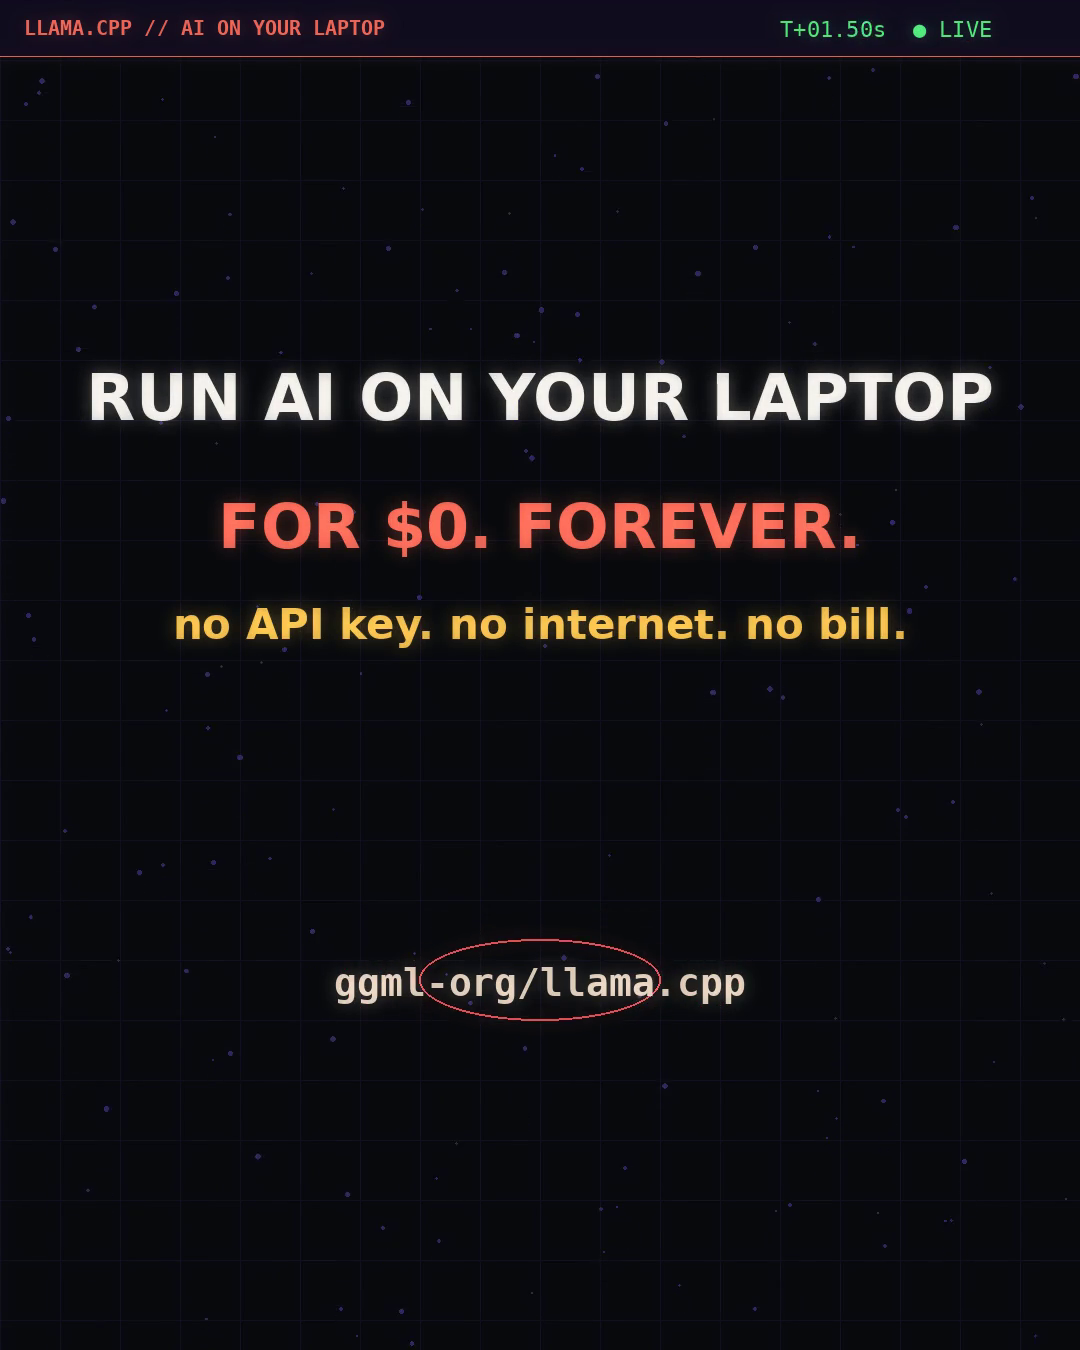 LLAMA.CPP // AI ON YOUR LAPTOP
T+01.50s ● LIVE
RUN AI ON YOUR LAPTOP
FOR $0. FOREVER.
no API key. no internet. no bill.
ggml-org/llama.cpp